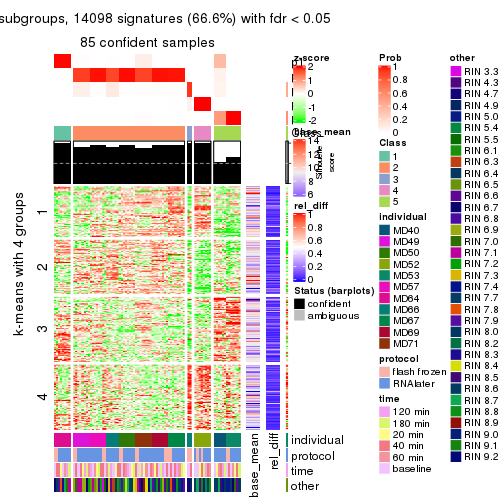 subgroups, 14098 signatures (66.6%) with fdr < 0.05
85 confident samples
k-means with 4 groups
1
2
3
4
z-score
2
1
0
-1
-2
base_mean
14
12
10
8
6
rel_diff
1
0.8
0.6
0.4
0.2
0
Status (barplots)
confident
ambiguous
Silhouette
score
Prob
1
0.8
0.6
0.4
0.2
0
Class
1
2
3
4
5
individual
MD40
MD49
MD50
MD52
MD53
MD57
MD64
MD66
MD67
MD69
MD71
protocol
flash frozen
RNAlater
time
120 min
180 min
20 min
40 min
60 min
baseline
other
RIN 3.3
RIN 4.3
RIN 4.7
RIN 4.9
RIN 5.0
RIN 5.4
RIN 5.5
RIN 6.1
RIN 6.3
RIN 6.4
RIN 6.5
RIN 6.6
RIN 6.7
RIN 6.8
RIN 6.9
RIN 7.0
RIN 7.1
RIN 7.2
RIN 7.3
RIN 7.4
RIN 7.7
RIN 7.8
RIN 7.9
RIN 8.0
RIN 8.2
RIN 8.3
RIN 8.4
RIN 8.5
RIN 8.6
RIN 8.7
RIN 8.8
RIN 8.9
RIN 9.0
RIN 9.1
RIN 9.2
base_mean
rel_diff
individual
protocol
time
other